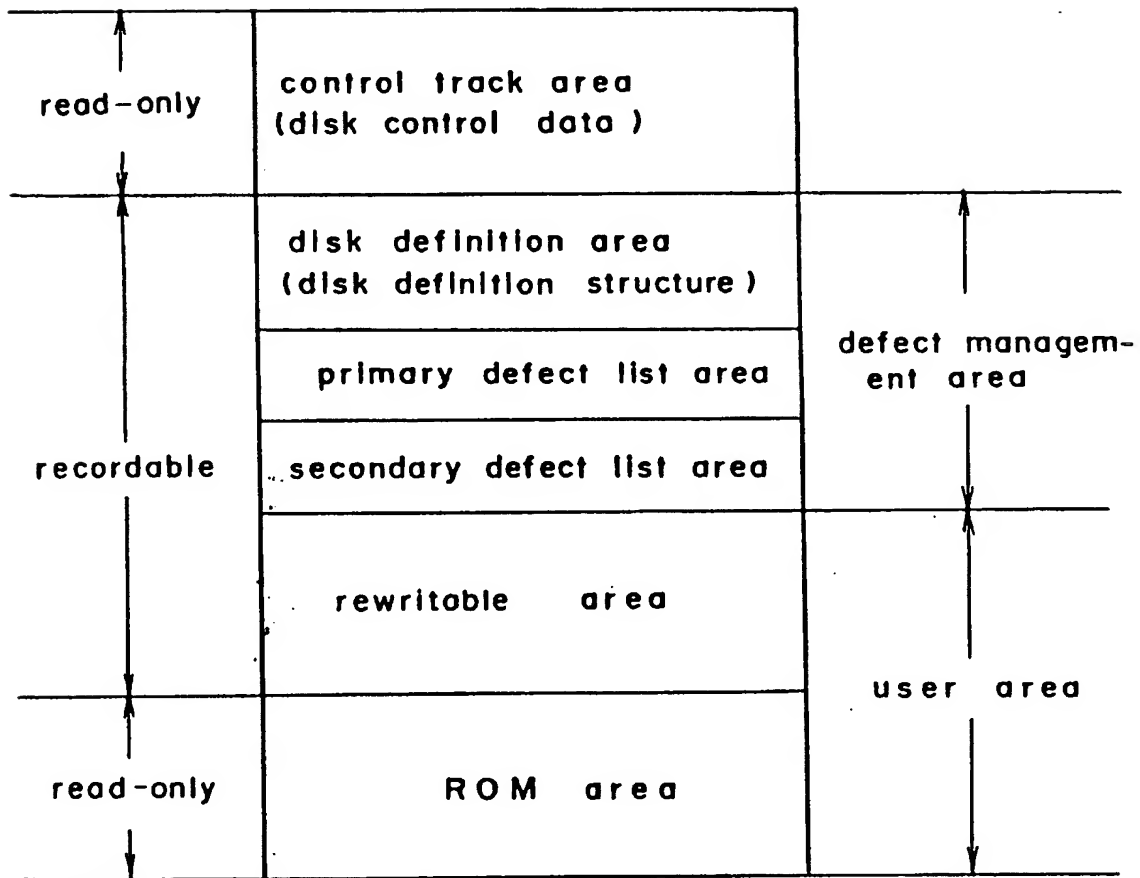 control track area
(disk control data)
read-only
disk definition area
(disk definition structure)
primary defect list area
defect managem-
ent area
recordable
secondary defect list area
rewritable area
user area
read-only
ROM area